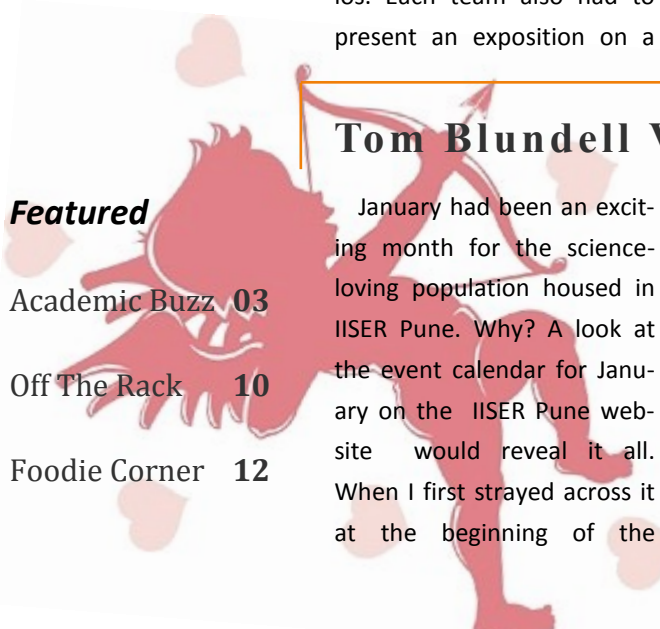 present an exposition on a
Tom Blundell
Featured
Academic Buzz 03
Off The Rack 10
Foodie Corner 12
January had been an excit-
ing month for the science-
loving population housed in
IISER Pune. Why? A look at
the event calendar for Janu-
ary on the IISER Pune web-
site would reveal it all.
When I first strayed across it
at the beginning of the